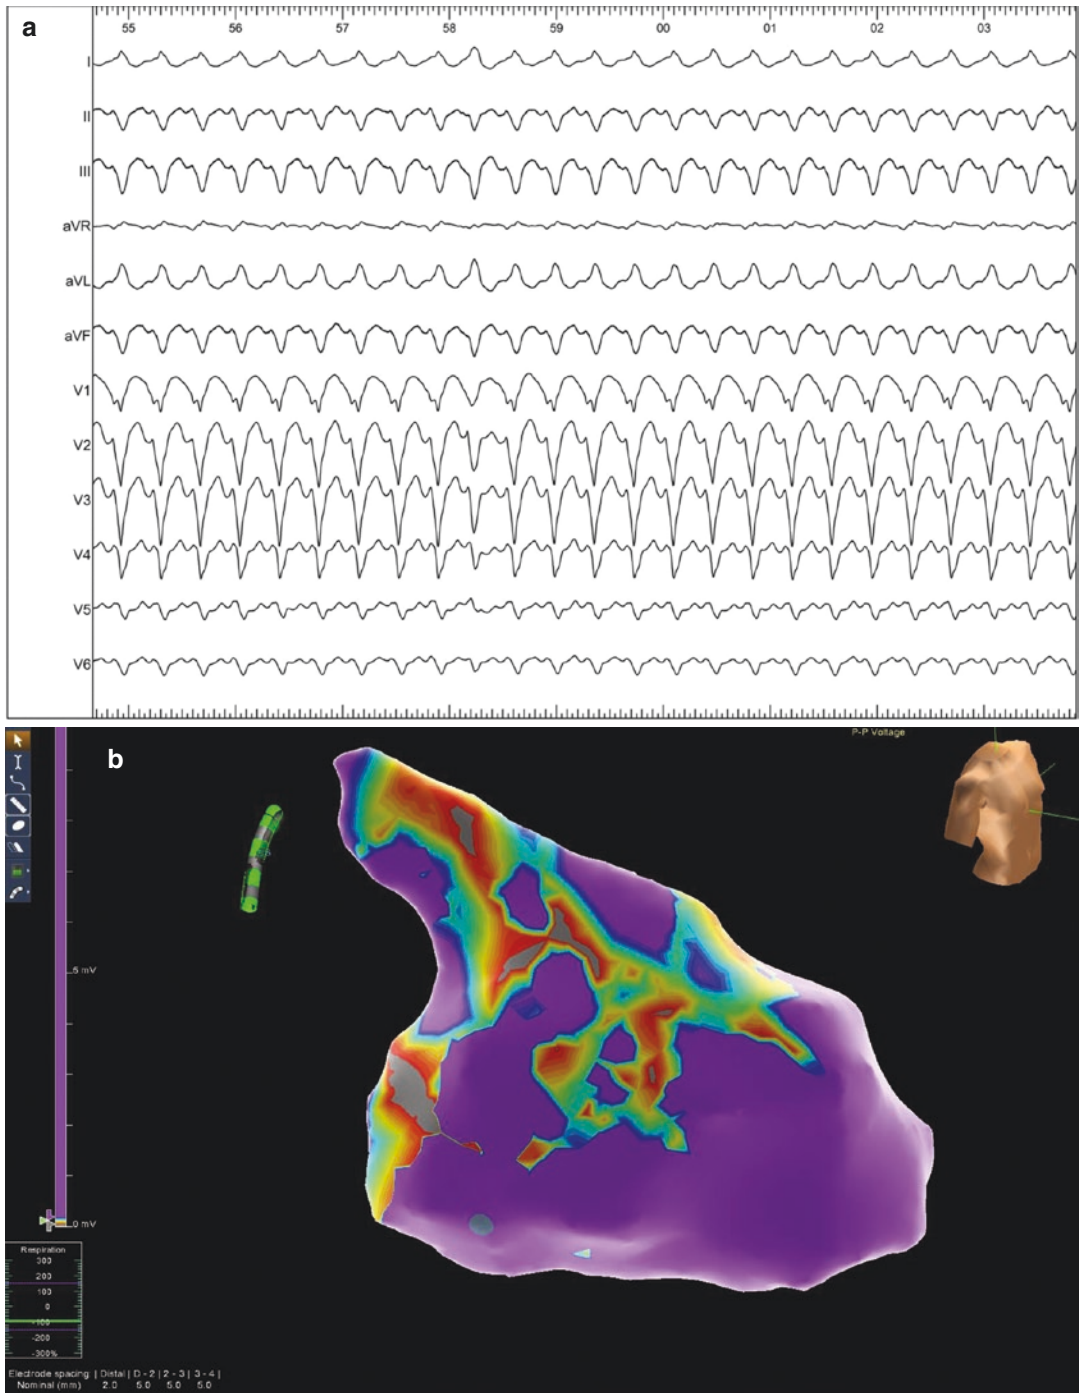 a
55 56 57 58 59 00 01 02 03
I
II
III
aVR
aVL
aVF
V1
V2
V3
V4
V5
V6
b
P-P Voltage
5 mV
0 mV
Respiration
300
200
100
0
-100
-200
-300%
Electrode spacing: | Distal | D - 2 | 2 - 3 | 3 - 4 |
Nominal (mm) 2.0 5.0 5.0 5.0